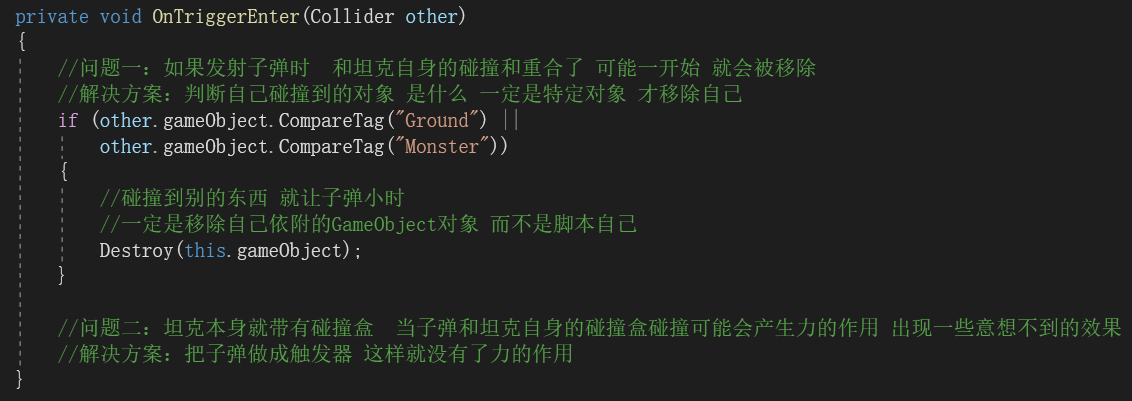 private void OnTriggerEnter(Collider other)
{
//问题一：如果发射子弹时  和坦克自身的碰撞和重合了 可能一开始 就会被移除
//解决方案：判断自己碰撞到的对象 是什么 一定是特定对象 才移除自己
if (other.gameObject.CompareTag("Ground") ||
other.gameObject.CompareTag("Monster"))
{
//碰撞到别的东西 就让子弹小时
//一定是移除自己依附的GameObject对象 而不是脚本自己
Destroy(this.gameObject);
}
//问题二：坦克本身就带有碰撞盒  当子弹和坦克自身的碰撞盒碰撞可能会产生力的作用 出现一些意想不到的效果
//解决方案：把子弹做成触发器 这样就没有了力的作用
}